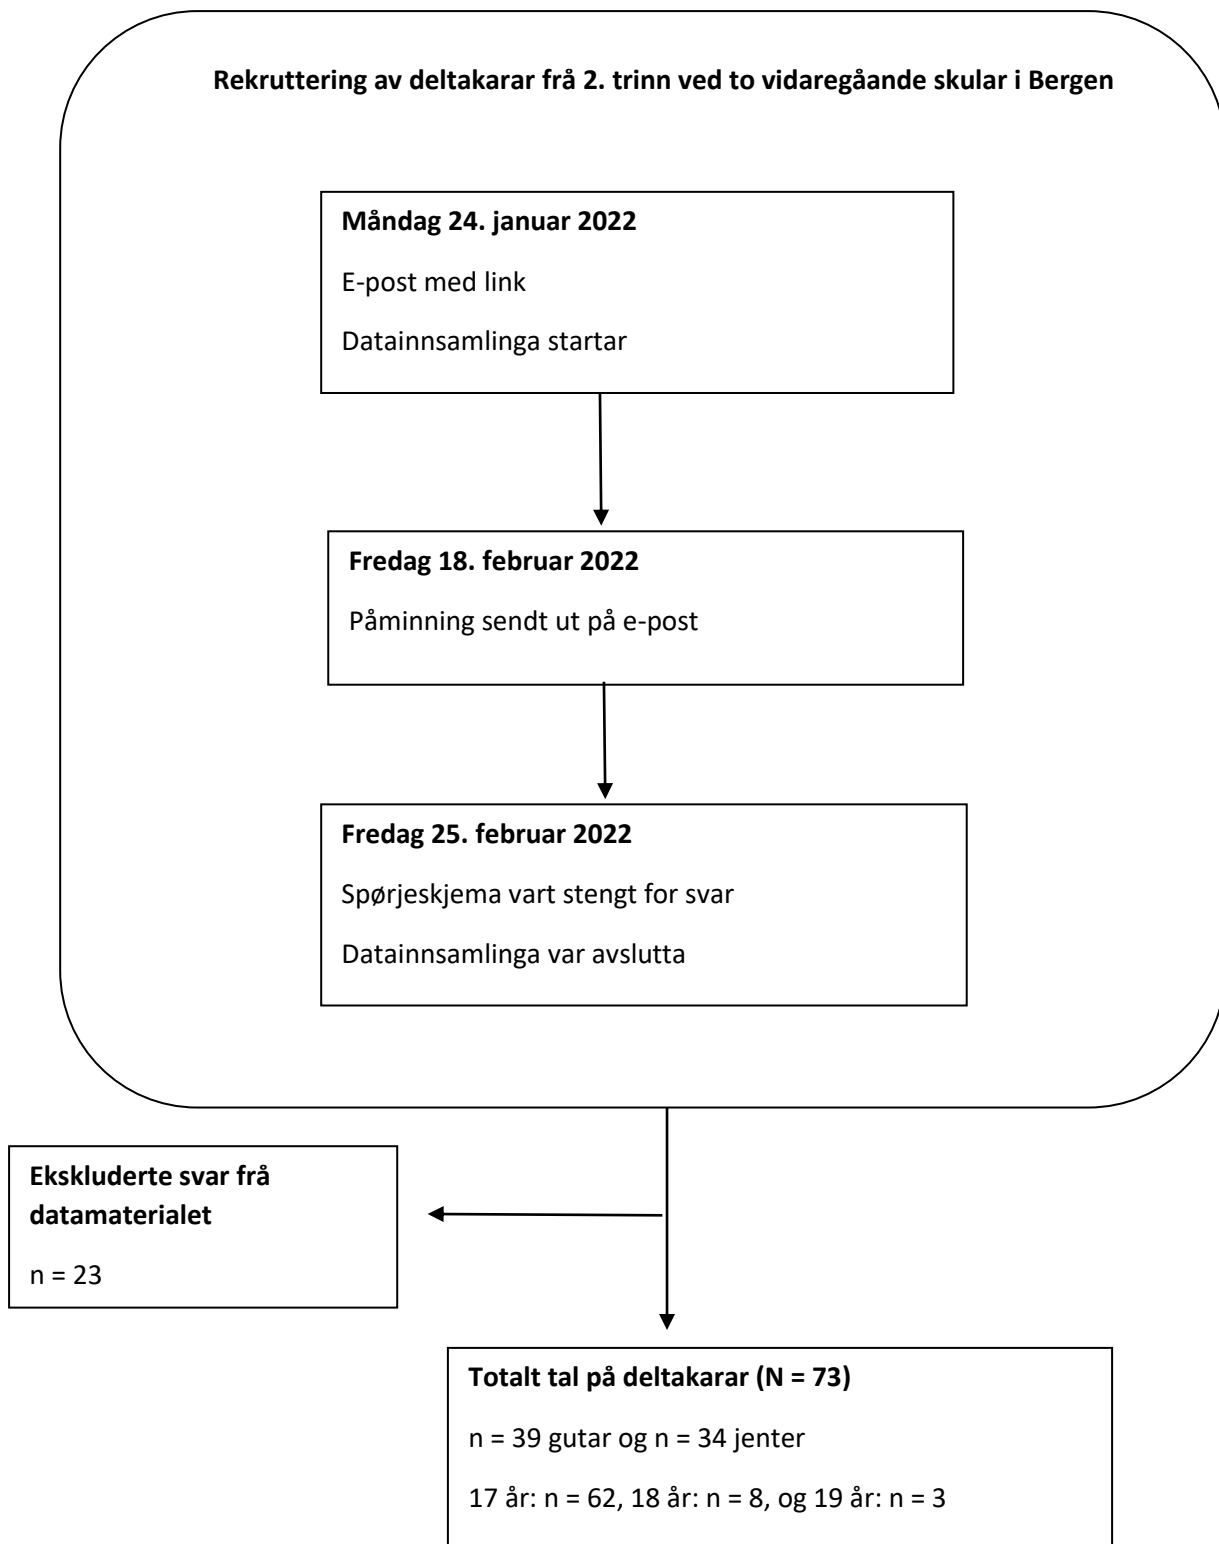 Rekruttering av deltakarar frå 2. trinn ved to vidaregåande skular i Bergen
Måndag 24. januar 2022
E-post med link
Datainnsamlinga startar
Fredag 18. februar 2022
Påminning sendt ut på e-post
Fredag 25. februar 2022
Spørjeskjema vart stengt for svar
Datainnsamlinga var avslutta
Ekskluderte svar frå
datamaterialet
n = 23
Totalt tal på deltakarar (N = 73)
n = 39 gutar og n = 34 jenter
17 år: n = 62, 18 år: n = 8, og 19 år: n = 3